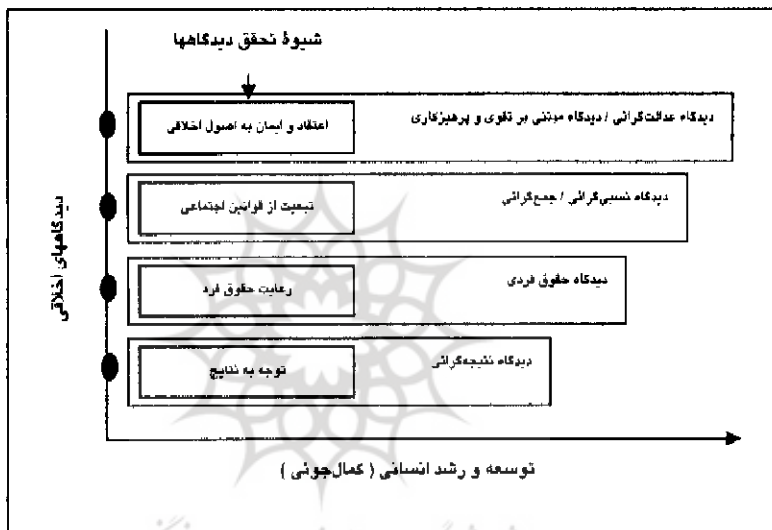 شیوهٔ تحقق دیدگاهها
دیدگاه عدالت‌گرائی / دیدگاه مبتنی بر تقوی و پرهیزکاری
اعتقاد و ایمان به اصول اخلاقی
دیدگاه نسبی‌گرائی / جمع‌گرائی
تبعیت از قوانین اجتماعی
دیدگاه حقوق فردی
رعایت حقوق فرد
دیدگاه نتیجه‌گرائی
توجه به نتایج
دیدگاههای اخلاقی
توسعه و رشد انسانی ( کمال‌جوئی )